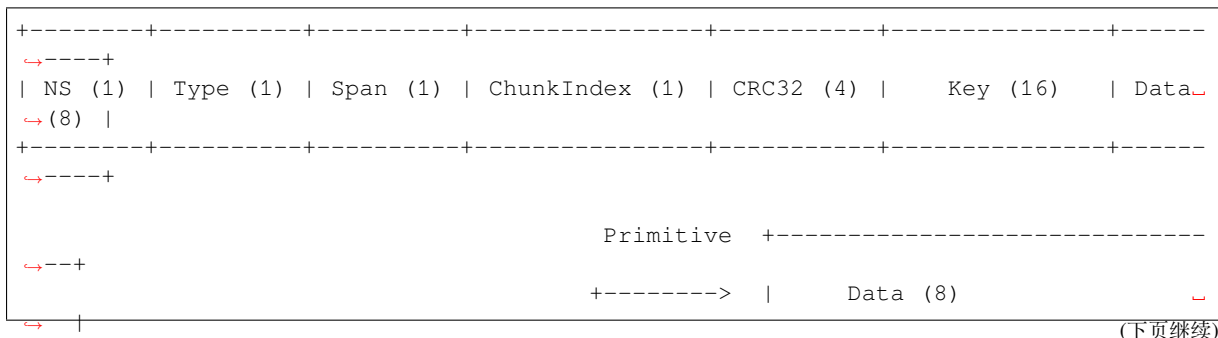 +--------+----------+----------+---------------+-----------+--------------+------
↪----+
| NS (1) | Type (1) | Span (1) | ChunkIndex (1) | CRC32 (4) |    Key (16)   | Data␣
↪(8) |
+--------+----------+----------+---------------+-----------+--------------+------
↪----+
Primitive  +------------------------------
↪--+
+-------->  |     Data (8)                 ␣
↪  |
(下页继续)